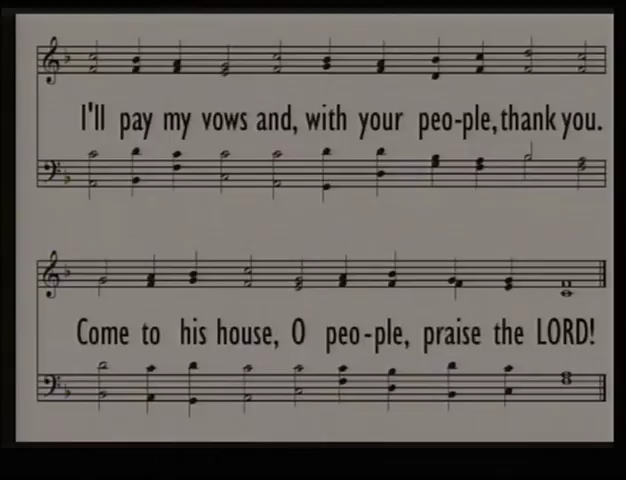 I'll pay my vows and, with your peo-ple, thank you.
Come to his house, O peo-ple, praise the LORD!